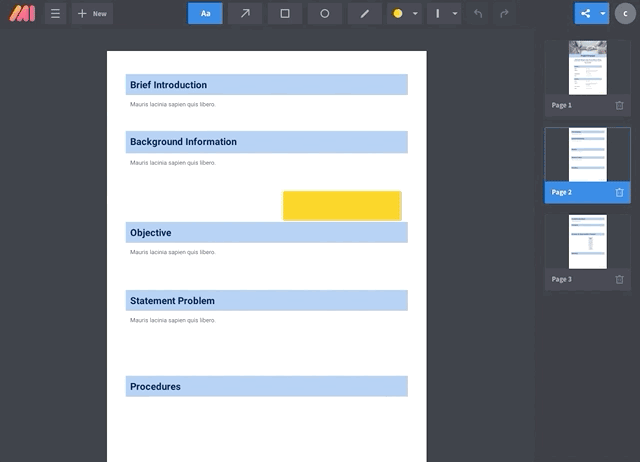 New
Aa
C
Brief Introduction
Mauris lacinia sapien quis libero.
Background Information
Mauris lacinia sapien quis libero.
Objective
Mauris lacinia sapien quis libero.
Statement Problem
Mauris lacinia sapien quis libero.
Procedures
Page 1
Page 2
Page 3